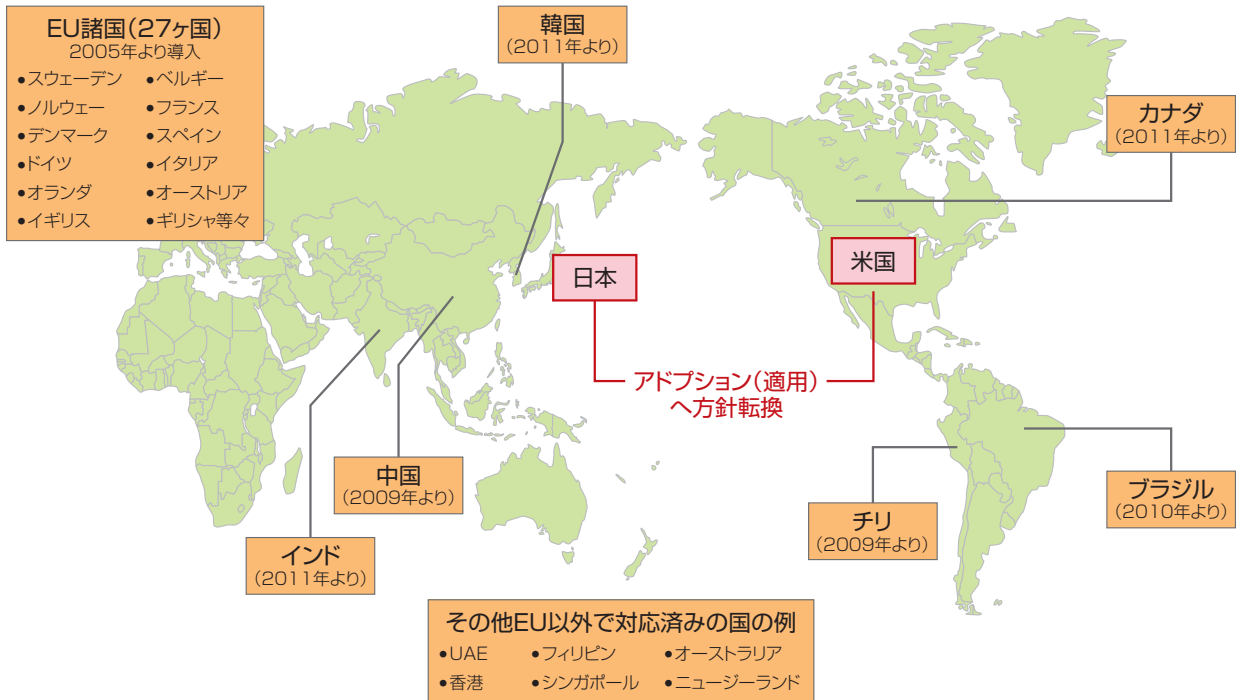 EU諸国(27ヶ国)
2005年より導入
●スウェーデン ●ベルギー
●ノルウェー ●フランス
●デンマーク ●スペイン
●ドイツ ●イタリア
●オランダ ●オーストリア
●イギリス ●ギリシャ等々
韓国
(2011年より)
カナダ
(2011年より)
日本
米国
アドプション(適用)
へ方針転換
中国
(2009年より)
インド
(2011年より)
チリ
(2009年より)
ブラジル
(2010年より)
その他EU以外で対応済みの国の例
●UAE ●フィリピン ●オーストラリア
●香港 ●シンガポール ●ニュージーランド